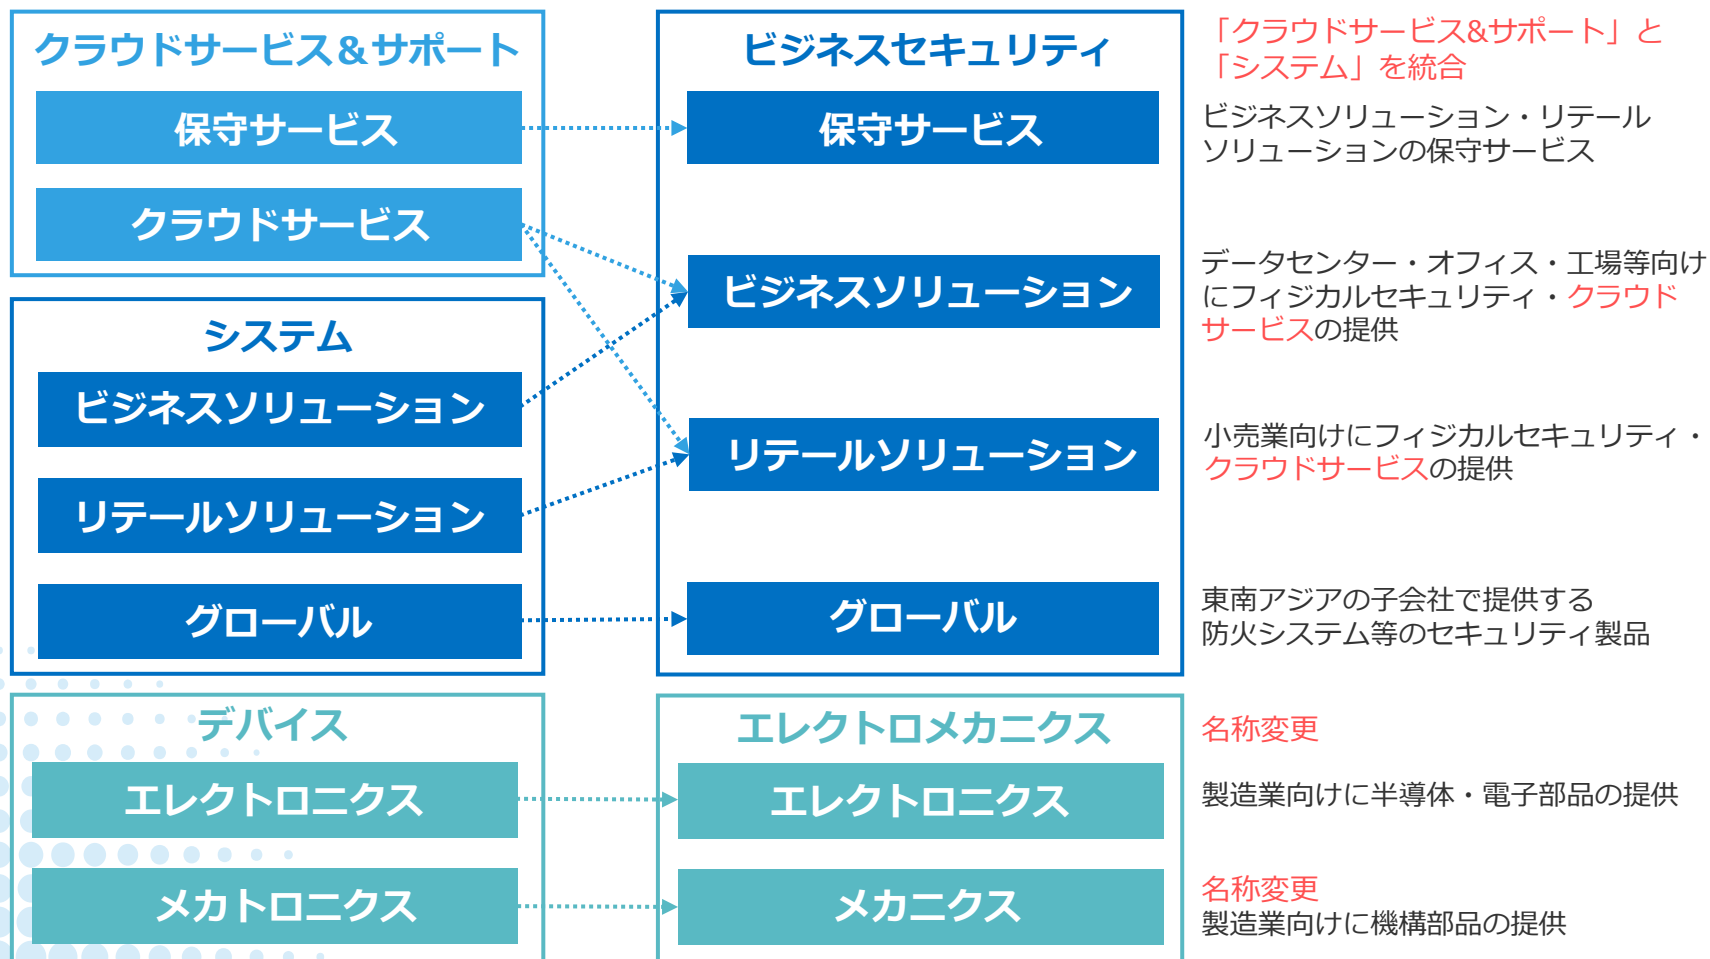 クラウドサービス&サポート
保守サービス
クラウドサービス
システム
ビジネスソリューション
リテールソリューション
グローバル
デバイス
エレクトロニクス
メカトロニクス
ビジネスセキュリティ
保守サービス
ビジネスソリューション
リテールソリューション
グローバル
エレクトロメカニクス
エレクトロニクス
メカニクス
「クラウドサービス&サポート」と
「システム」を統合
ビジネスソリューション・リテール
ソリューションの保守サービス
データセンター・オフィス・工場等向け
にフィジカルセキュリティ・クラウド
サービスの提供
小売業向けにフィジカルセキュリティ・
クラウドサービスの提供
東南アジアの子会社で提供する
防火システム等のセキュリティ製品
名称変更
製造業向けに半導体・電子部品の提供
名称変更
製造業向けに機構部品の提供